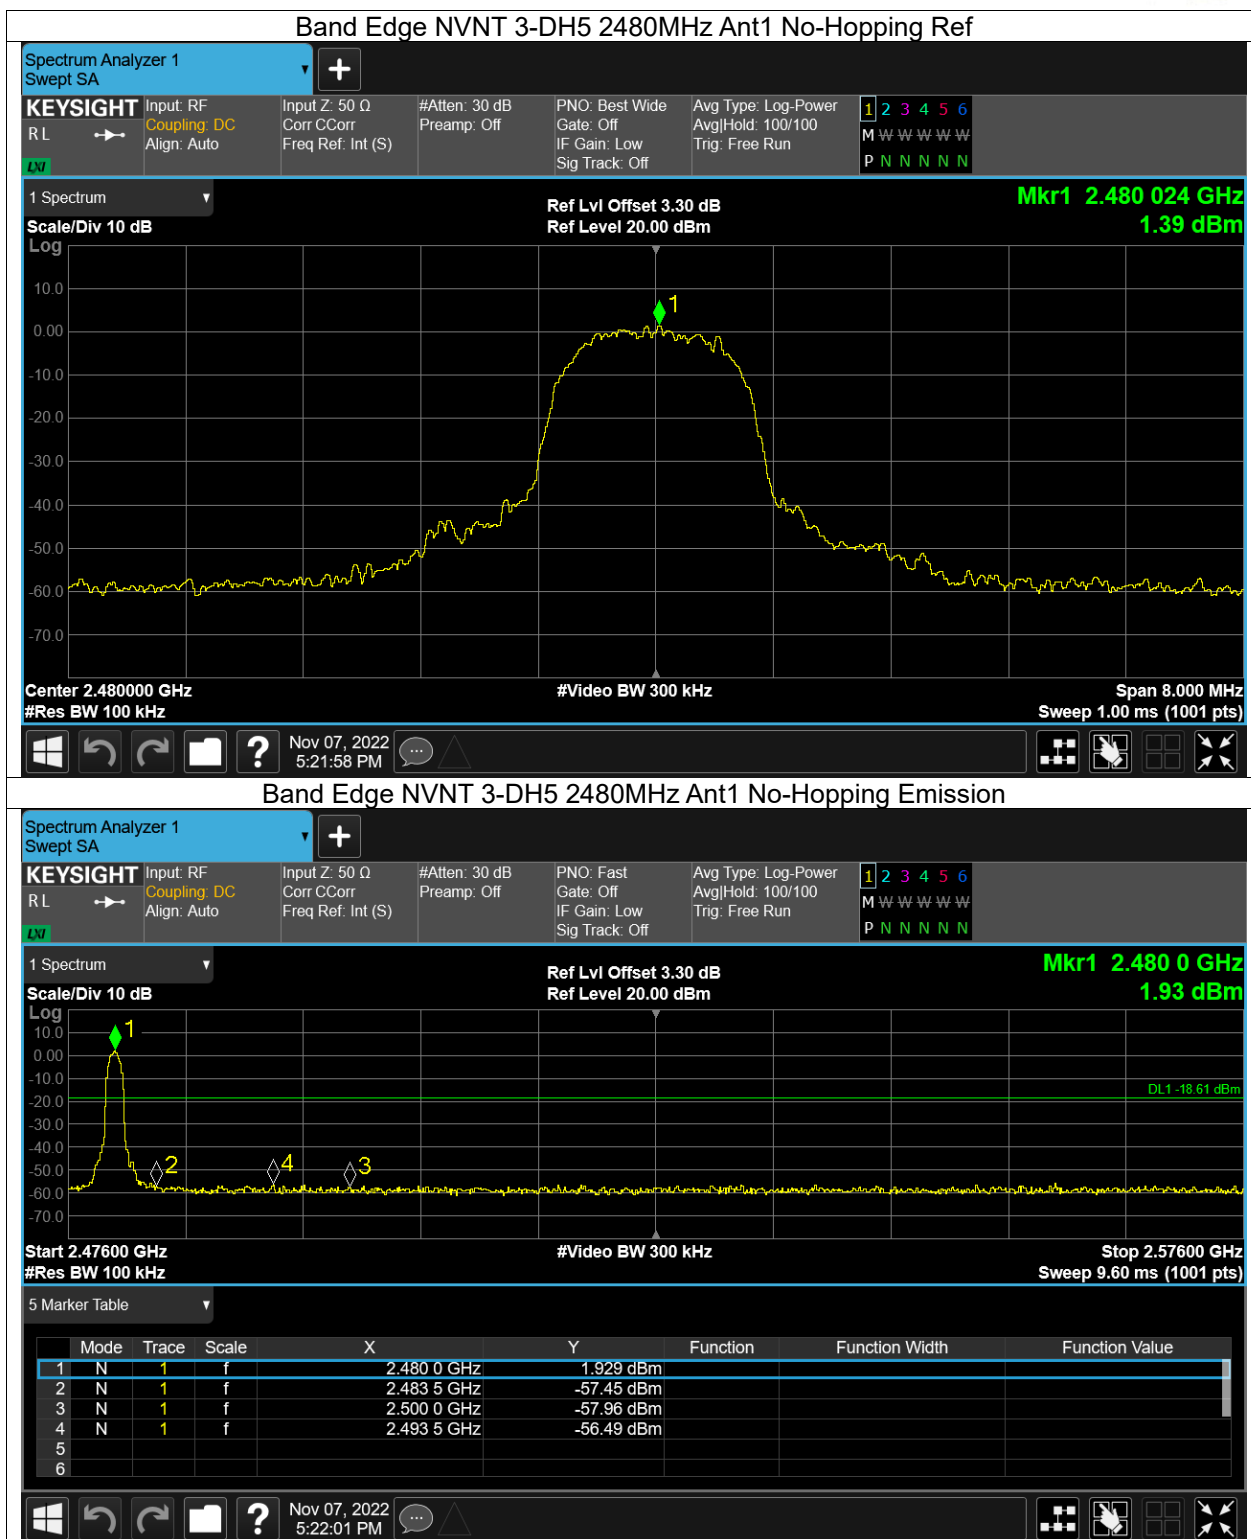 Band Edge NVNT 3-DH5 2480MHz Ant1 No-Hopping Ref
Spectrum Analyzer 1
Swept SA
KEYSIGHT
R L
LXI
Input: RF
Coupling: DC
Align: Auto
Input Z: 50 Ω
Corr CCorr
Freq Ref: Int (S)
#Atten: 30 dB
Preamp: Off
PNO: Best Wide
Gate: Off
IF Gain: Low
Sig Track: Off
Avg Type: Log-Power
Avg|Hold: 100/100
Trig: Free Run
1 2 3 4 5 6
M W W W W W
P N N N N N
1 Spectrum
Scale/Div 10 dB
Ref Lvl Offset 3.30 dB
Ref Level 20.00 dBm
Mkr1 2.480 024 GHz
1.39 dBm
Log
10.0
0.00
-10.0
-20.0
-30.0
-40.0
-50.0
-60.0
-70.0
1
Center 2.480000 GHz
#Res BW 100 kHz
#Video BW 300 kHz
Span 8.000 MHz
Sweep 1.00 ms (1001 pts)
?
Nov 07, 2022
5:21:58 PM
Band Edge NVNT 3-DH5 2480MHz Ant1 No-Hopping Emission
Spectrum Analyzer 1
Swept SA
KEYSIGHT
R L
LXI
Input: RF
Coupling: DC
Align: Auto
Input Z: 50 Ω
Corr CCorr
Freq Ref: Int (S)
#Atten: 30 dB
Preamp: Off
PNO: Fast
Gate: Off
IF Gain: Low
Sig Track: Off
Avg Type: Log-Power
Avg|Hold: 100/100
Trig: Free Run
1 2 3 4 5 6
M W W W W W
P N N N N N
1 Spectrum
Scale/Div 10 dB
Ref Lvl Offset 3.30 dB
Ref Level 20.00 dBm
Mkr1 2.480 0 GHz
1.93 dBm
Log
10.0
0.00
-10.0
-20.0
-30.0
-40.0
-50.0
-60.0
-70.0
1
DL1 -18.61 dBm
2 4 3
Start 2.47600 GHz
#Res BW 100 kHz
#Video BW 300 kHz
Stop 2.57600 GHz
Sweep 9.60 ms (1001 pts)
5 Marker Table
Mode Trace Scale X Y Function Function Width Function Value
1 N 1 f 2.480 0 GHz 1.929 dBm
2 N 1 f 2.483 5 GHz -57.45 dBm
3 N 1 f 2.500 0 GHz -57.96 dBm
4 N 1 f 2.493 5 GHz -56.49 dBm
5
6
?
Nov 07, 2022
5:22:01 PM